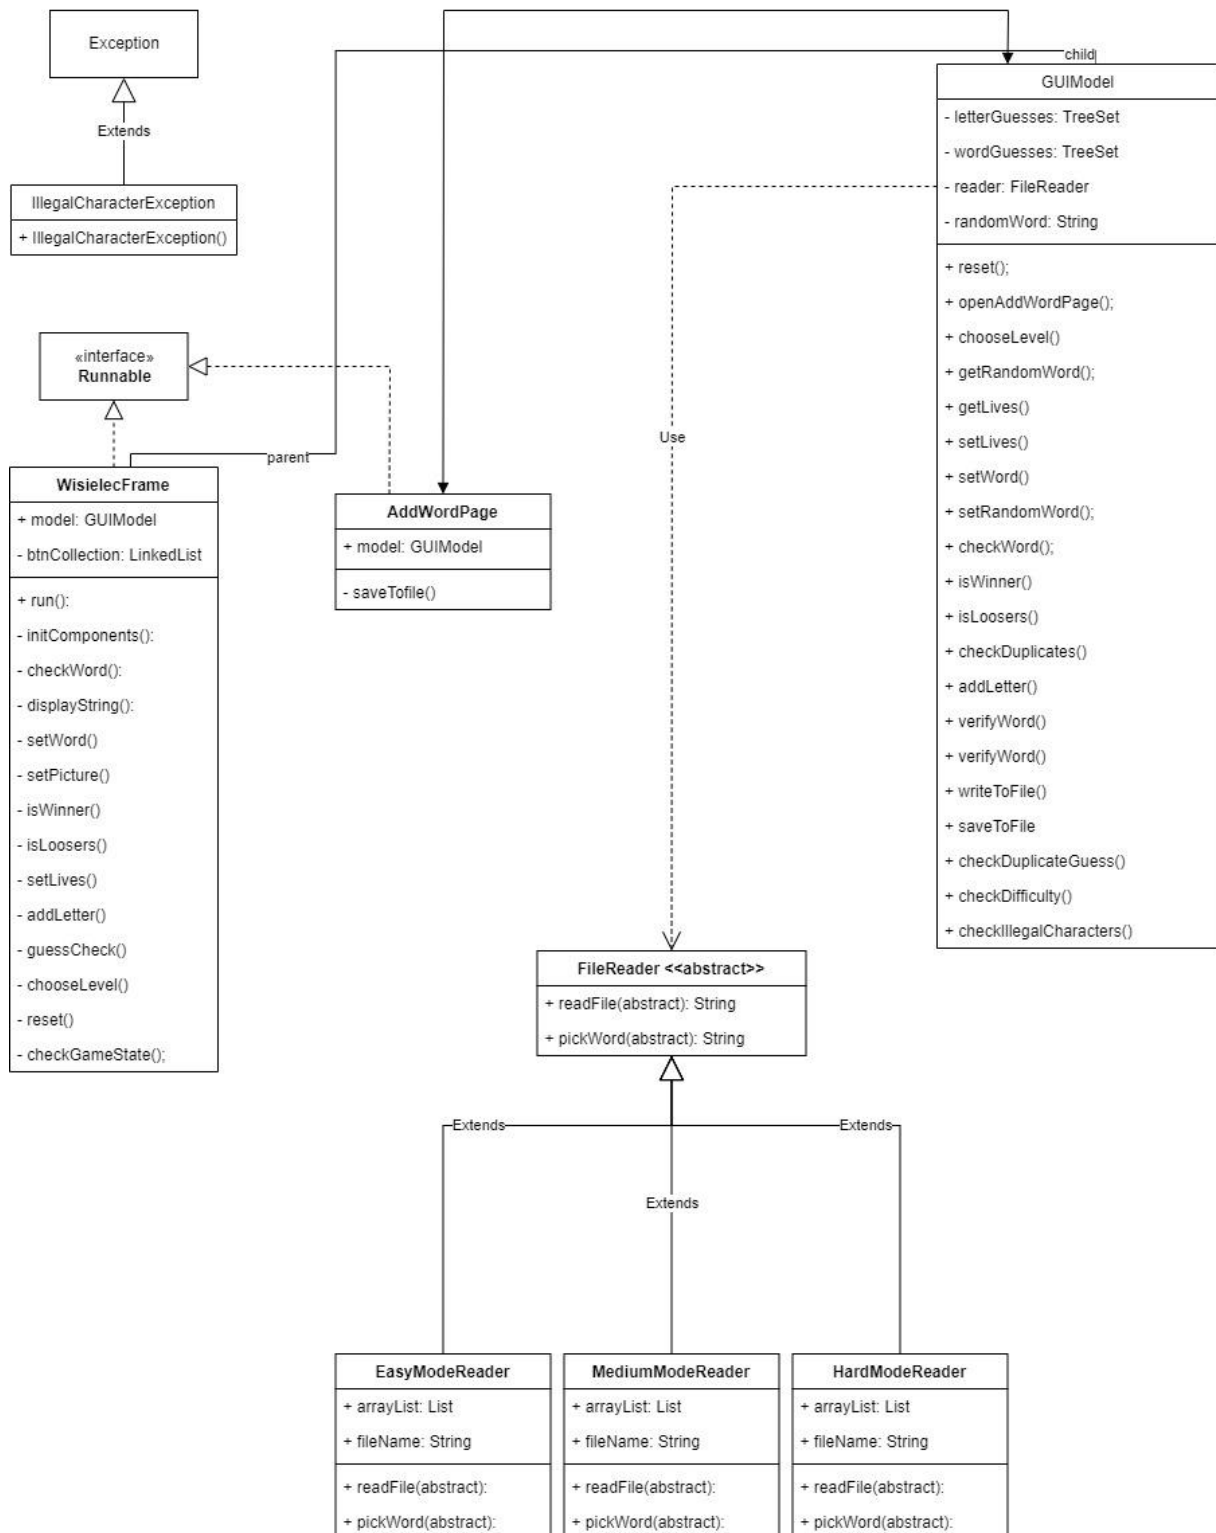 Exception
Extends
IllegalCharacterException
+ IllegalCharacterException()
child
GUIModel
- letterGuesses: TreeSet
- wordGuesses: TreeSet
- reader: FileReader
- randomWord: String
+ reset();
+ openAddWordPage();
+ chooseLevel()
+ getRandomWord();
+ getLives()
+ setLives()
+ setWord()
+ setRandomWord();
+ checkWord();
+ isWinner()
+ isLoosers()
+ checkDuplicates()
+ addLetter()
+ verifyWord()
+ verifyWord()
+ writeToFile()
+ saveToFile
+ checkDuplicateGuess()
+ checkDifficulty()
+ checkIllegalCharacters()
«interface»
Runnable
parent
Use
WisielecFrame
+ model: GUIModel
- btnCollection: LinkedList
+ run():
- initComponents():
- checkWord():
- displayString():
- setWord()
- setPicture()
- isWinner()
- isLoosers()
- setLives()
- addLetter()
- guessCheck()
- chooseLevel()
- reset()
- checkGameState();
AddWordPage
+ model: GUIModel
- saveTofile()
FileReader <<abstract>>
+ readFile(abstract): String
+ pickWord(abstract): String
Extends
Extends
Extends
EasyModeReader
+ arrayList: List
+ fileName: String
+ readFile(abstract):
+ pickWord(abstract):
MediumModeReader
+ arrayList: List
+ fileName: String
+ readFile(abstract):
+ pickWord(abstract):
HardModeReader
+ arrayList: List
+ fileName: String
+ readFile(abstract):
+ pickWord(abstract):